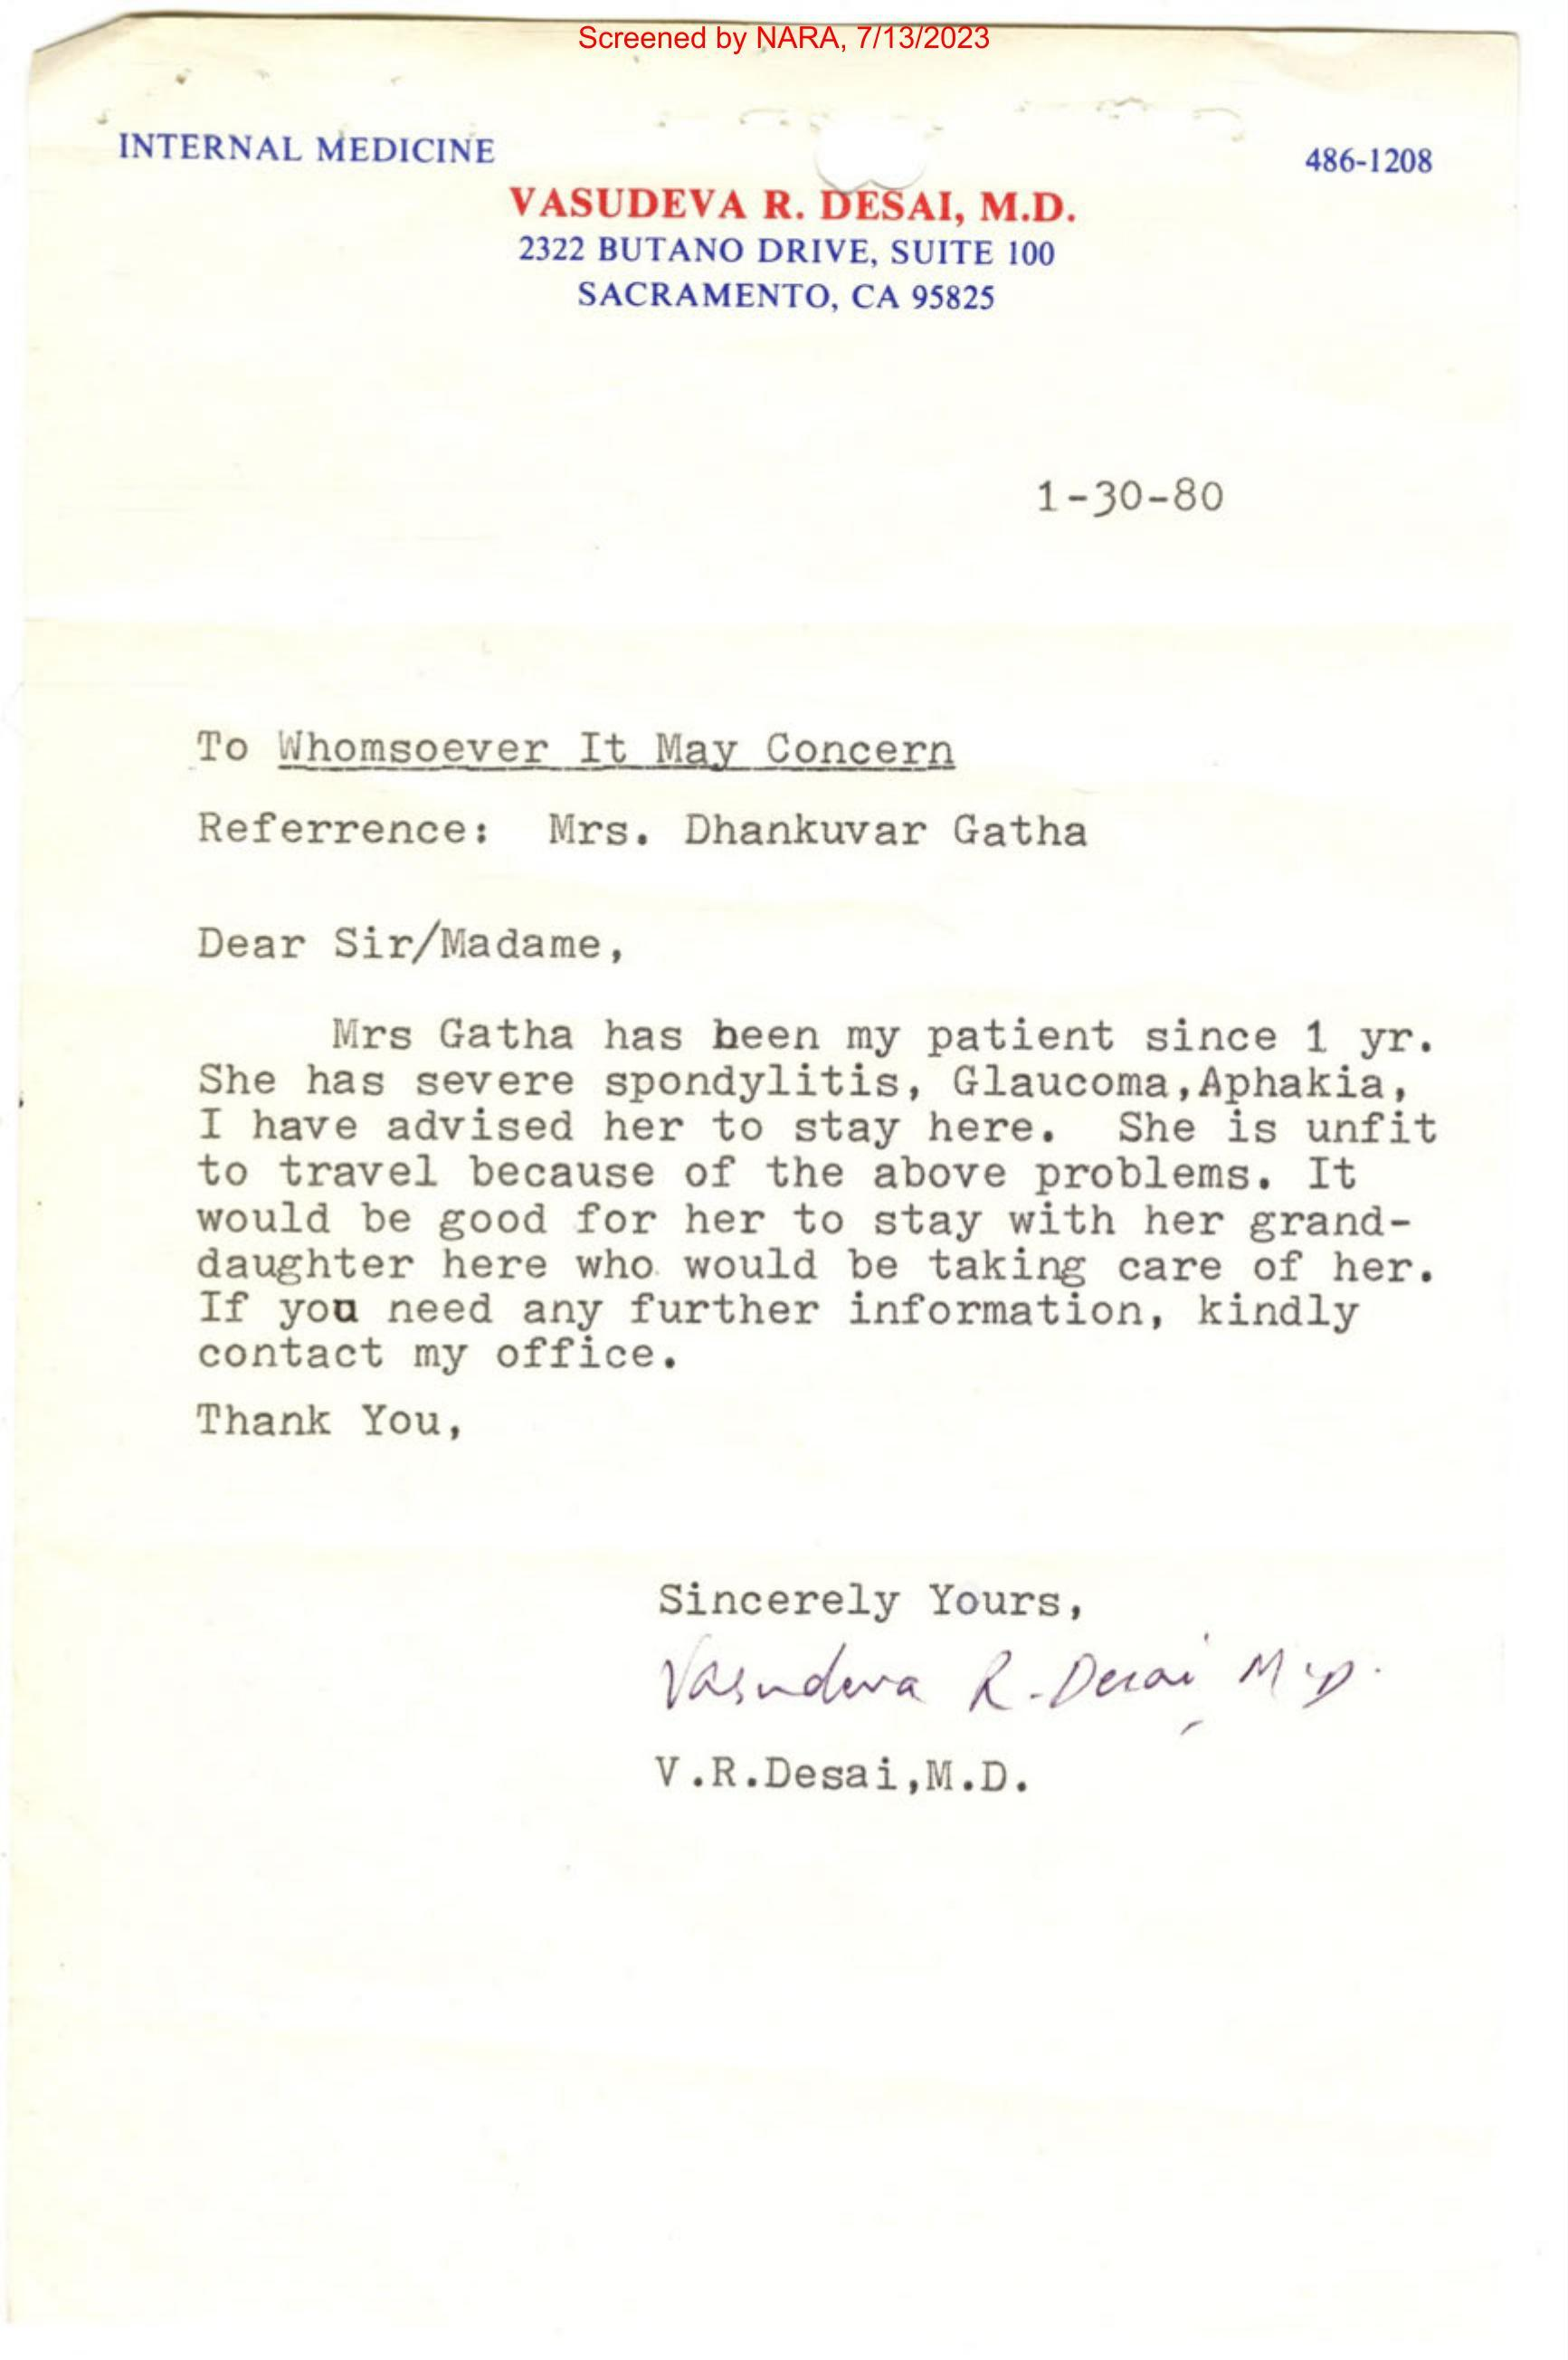 Screened by NARA, 7/13/2023
INTERNAL MEDICINE
486-1208
VASUDEVA R. DESAI, M.D.
2322 BUTANO DRIVE, SUITE 100
SACRAMENTO, CA 95825
1-30-80
To Whomsoever It May Concern
Referrence: Mrs. Dhankuvar Gatha
Dear Sir/Madame,
Mrs Gatha has been my patient since 1 yr.
She has severe spondylitis, Glaucoma,Aphakia,
I have advised her to stay here. She is unfit
to travel because of the above problems. It
would be good for her to stay with her grand-
daughter here who would be taking care of her.
If you need any further information, kindly
contact my office.
Thank You,
Sincerely Yours,
Vasudeva R. Desai M.D.
V.R.Desai,M.D.